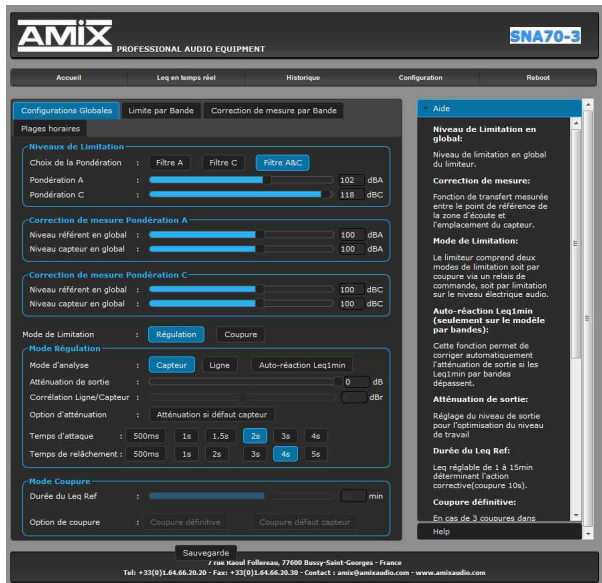 AMIX
PROFESSIONAL AUDIO EQUIPMENT
SNA70-3
Accueil Leq en temps réel Historique Configuration Reboot
Configurations Globales Limite par Bande Correction de mesure par Bande
Plages horaires
Niveaux de Limitation
Choix de la Pondération : Filtre A Filtre C Filtre A&C
Pondération A : 102 dBA
Pondération C : 118 dBC
Correction de mesure Pondération A
Niveau référent en global : 100 dBA
Niveau capteur en global : 100 dBA
Correction de mesure Pondération C
Niveau référent en global : 100 dBC
Niveau capteur en global : 100 dBC
Mode de Limitation : Régulation Coupure
Mode Régulation
Mode d'analyse : Capteur Ligne Auto-réaction Leq1min
Atténuation de sortie : 0 dB
Corrélation Ligne/Capteur : dBr
Option d'atténuation : Atténuation si défaut capteur
Temps d'attaque : 500ms 1s 1.5s 2s 3s 4s
Temps de relâchement : 500ms 1s 2s 3s 4s 5s
Mode Coupure
Durée du Leq Ref : min
Option de coupure : Coupure définitive Coupure défaut capteur
Sauvegarde
Aide
Niveau de Limitation en
global:
Niveau de limitation en global
du limiteur.
Correction de mesure:
Fonction de transfert mesurée
entre le point de référence de
la zone d'écoute et
l'emplacement du capteur.
Mode de Limitation:
Le limiteur comprend deux
modes de limitation soit par
coupure via un relais de
commande, soit par limitation
sur le niveau électrique audio.
Auto-réaction Leq1min
(seulement sur le modèle
par bandes):
Cette fonction permet de
corriger automatiquement
l'atténuation de sortie si les
Leq1min par bandes
dépassent.
Atténuation de sortie:
Réglage du niveau de sortie
pour l'optimisation du niveau
de travail
Durée du Leq Ref:
Leq réglable de 1 à 15min
déterminant l'action
corrective(coupure 10s).
Coupure définitive:
En cas de 3 coupures dans
Help
7 rue Raoul Follereau, 77600 Bussy-Saint-Georges - France
Tel: +33(0)1.64.66.20.20 - Fax: +33(0)1.64.66.20.30 - Contact : amix@amixaudio.com - www.amixaudio.com